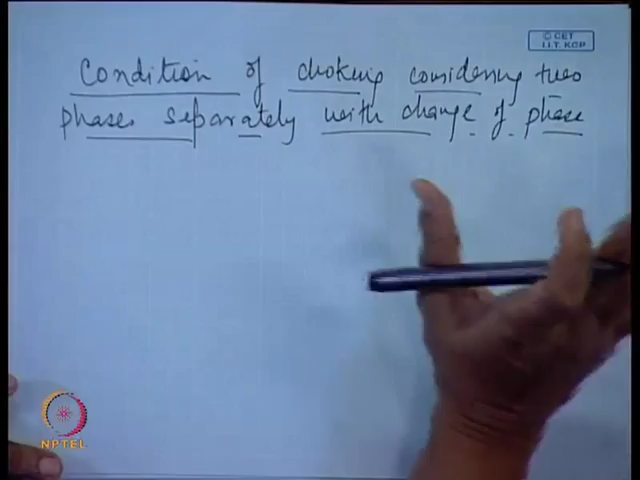 © CET
I.I.T. KGP
Condition of choking considering two
phases separately with change of phase
NPTEL